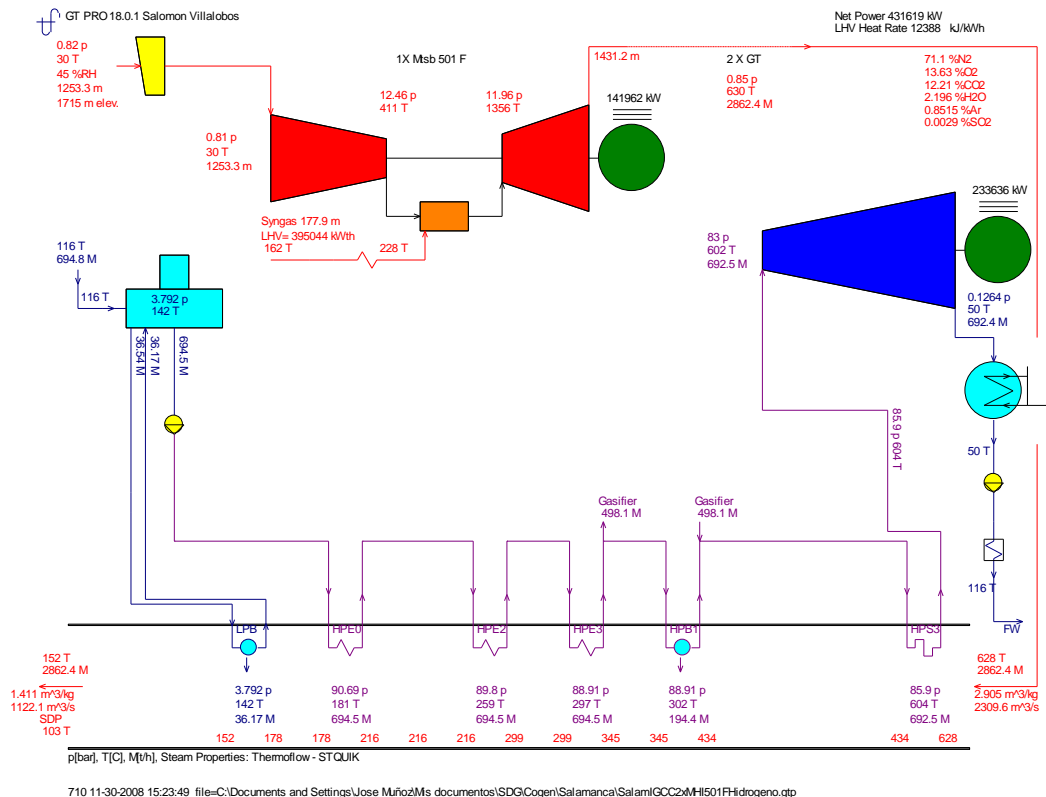 GT PRO 18.0.1 Salomon Villalobos
Net Power 431619 kW
LHV Heat Rate 12388 kJ/kWh
0.82 p
30 T
45 %RH
1253.3 m
1715 m elev.
1X Mitsb 501 F
1431.2 m
2 X GT
0.85 p
630 T
2862.4 M
71.1 %N2
13.63 %O2
12.21 %CO2
2.196 %H2O
0.8515 %Ar
0.0029 %SO2
12.46 p
411 T
11.96 p
1356 T
141962 kW
0.81 p
30 T
1253.3 m
233636 kW
Syngas 177.9 m
LHV= 395044 kWth
162 T
228 T
83 p
602 T
692.5 M
116 T
694.8 M
116 T
3.792 p
142 T
0.1264 p
50 T
692.4 M
36.54 M
36.17 M
694.5 M
85.9 p 604 T
50 T
Gasifier
498.1 M
Gasifier
498.1 M
116 T
FW
LPB
HPE0
HPE2
HPE3
HPB1
HPS3
152 T
2862.4 M
628 T
2862.4 M
1.411 m^3/kg
1122.1 m^3/s
SDP
103 T
3.792 p
142 T
36.17 M
90.69 p
181 T
694.5 M
89.8 p
259 T
694.5 M
88.91 p
297 T
694.5 M
88.91 p
302 T
194.4 M
85.9 p
604 T
692.5 M
2.905 m^3/kg
2309.6 m^3/s
152 178 178 216 216 216 299 299 345 345 434 434 628
p[bar], T[C], M[t/h], Steam Properties: Thermoflow - STQUIK
710 11-30-2008 15:23:49 file=C:\Documents and Settings\Jose Muñoz\Mis documentos\SDG\Cogen\Salamanca\SalamIGCC2xMHI501FHidrogeno.gtp